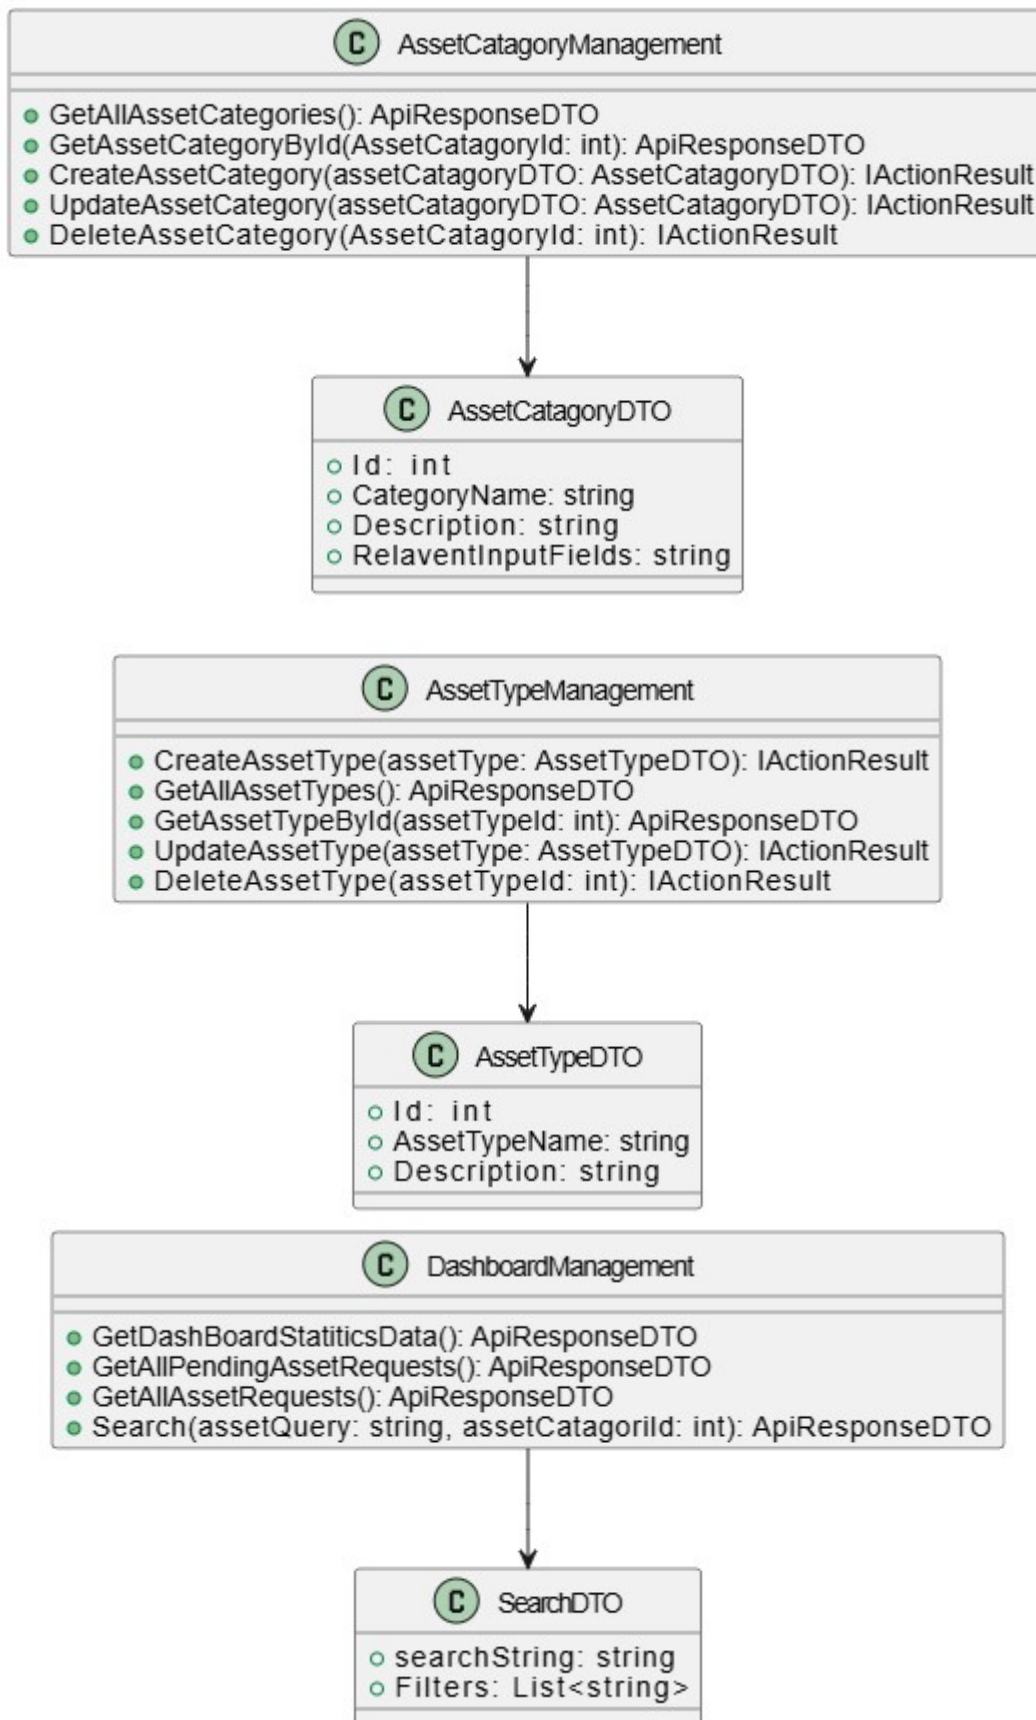 C AssetCatagoryManagement
GetAllAssetCategories(): ApiResponseDTO
GetAssetCategoryById(AssetCatagoryId: int): ApiResponseDTO
CreateAssetCategory(assetCatagoryDTO: AssetCatagoryDTO): IActionResult
UpdateAssetCategory(assetCatagoryDTO: AssetCatagoryDTO): IActionResult
DeleteAssetCategory(AssetCatagoryId: int): IActionResult
C AssetCatagoryDTO
Id: int
CategoryName: string
Description: string
RelaventInputFields: string
C AssetTypeManagement
CreateAssetType(assetType: AssetTypeDTO): IActionResult
GetAllAssetTypes(): ApiResponseDTO
GetAssetTypeById(assetTypeId: int): ApiResponseDTO
UpdateAssetType(assetType: AssetTypeDTO): IActionResult
DeleteAssetType(assetTypeId: int): IActionResult
C AssetTypeDTO
Id: int
AssetTypeName: string
Description: string
C DashboardManagement
GetDashBoardStatiticsData(): ApiResponseDTO
GetAllPendingAssetRequests(): ApiResponseDTO
GetAllAssetRequests(): ApiResponseDTO
Search(assetQuery: string, assetCatagoriId: int): ApiResponseDTO
C SearchDTO
searchString: string
Filters: List<string>